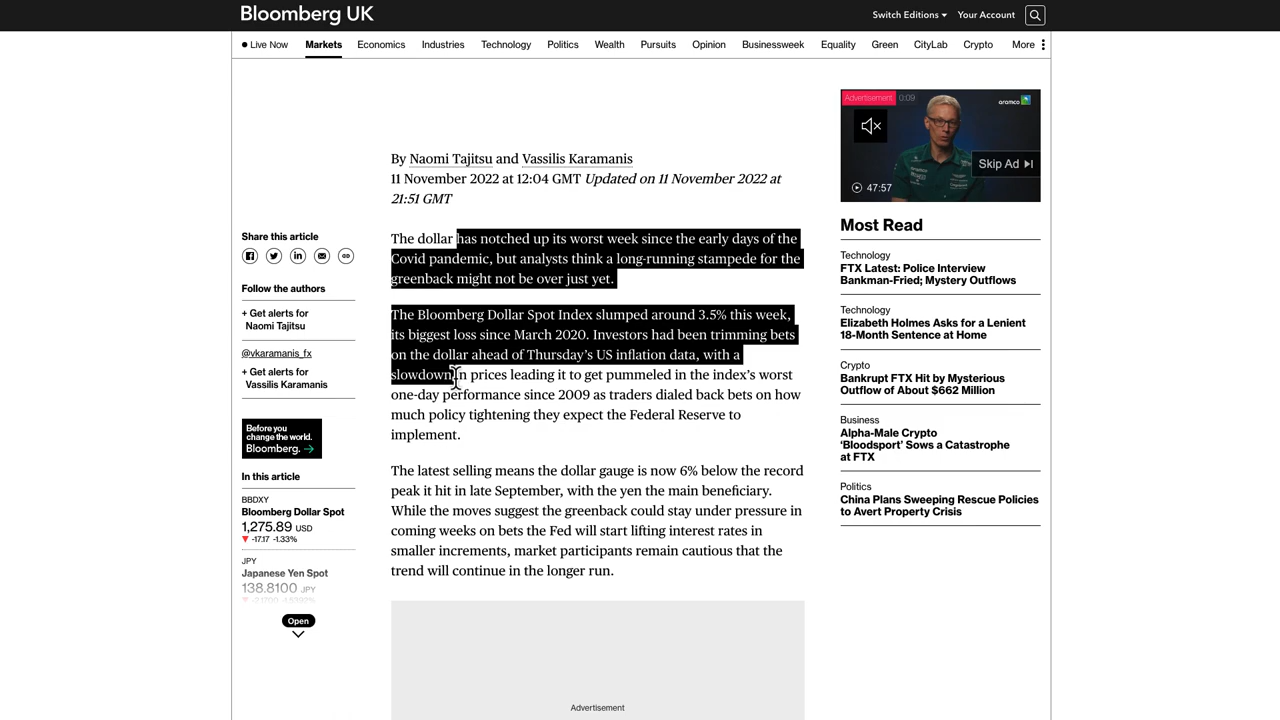 Bloomberg UK
Switch Editions
Your Account
Live Now
Markets
Economics
Industries
Technology
Politics
Wealth
Pursuits
Opinion
Businessweek
Equality
Green
CityLab
Crypto
More
By Naomi Tajitsu and Vassilis Karamanis
11 November 2022 at 12:04 GMT Updated on 11 November 2022 at
21:51 GMT
Share this article
Follow the authors
+ Get alerts for
Naomi Tajitsu
@vkaramanis_fx
+ Get alerts for
Vassilis Karamanis
Before you
change the world.
Bloomberg. →
In this article
BBDXY
Bloomberg Dollar Spot
1,275.89 USD
▼ -17.17 -1.33%
JPY
Japanese Yen Spot
138.8100 JPY
Open
The dollar has notched up its worst week since the early days of the
Covid pandemic, but analysts think a long-running stampede for the
greenback might not be over just yet.
The Bloomberg Dollar Spot Index slumped around 3.5% this week,
its biggest loss since March 2020. Investors had been trimming bets
on the dollar ahead of Thursday's US inflation data, with a
slowdown in prices leading it to get pummeled in the index's worst
one-day performance since 2009 as traders dialed back bets on how
much policy tightening they expect the Federal Reserve to
implement.
The latest selling means the dollar gauge is now 6% below the record
peak it hit in late September, with the yen the main beneficiary.
While the moves suggest the greenback could stay under pressure in
coming weeks on bets the Fed will start lifting interest rates in
smaller increments, market participants remain cautious that the
trend will continue in the longer run.
Advertisement
Advertisement 0:09
aramco
Skip Ad
47:57
Most Read
Technology
FTX Latest: Police Interview
Bankman-Fried; Mystery Outflows
Technology
Elizabeth Holmes Asks for a Lenient
18-Month Sentence at Home
Crypto
Bankrupt FTX Hit by Mysterious
Outflow of About $662 Million
Business
Alpha-Male Crypto
'Bloodsport' Sows a Catastrophe
at FTX
Politics
China Plans Sweeping Rescue Policies
to Avert Property Crisis